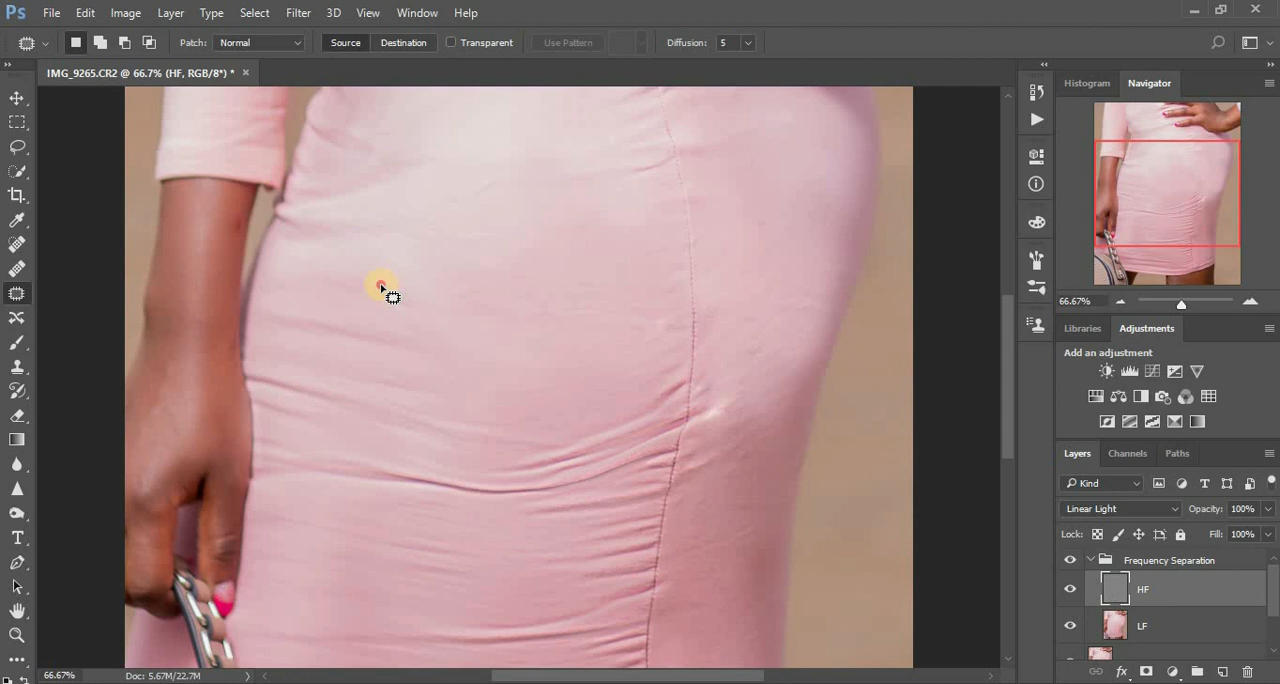 Ps File Edit Image Layer Type Select Filter 3D View Window Help
Patch: Normal Source Destination Transparent Use Pattern Diffusion: 5
IMG_9265.CR2 @ 66.7% (HF, RGB/8*) * ×
Histogram Navigator
66.67%
Libraries Adjustments
Add an adjustment
Layers Channels Paths
Kind
Linear Light Opacity: 100%
Lock: Fill: 100%
Frequency Separation
HF
LF
66.67% Doc: 5.67M/22.7M